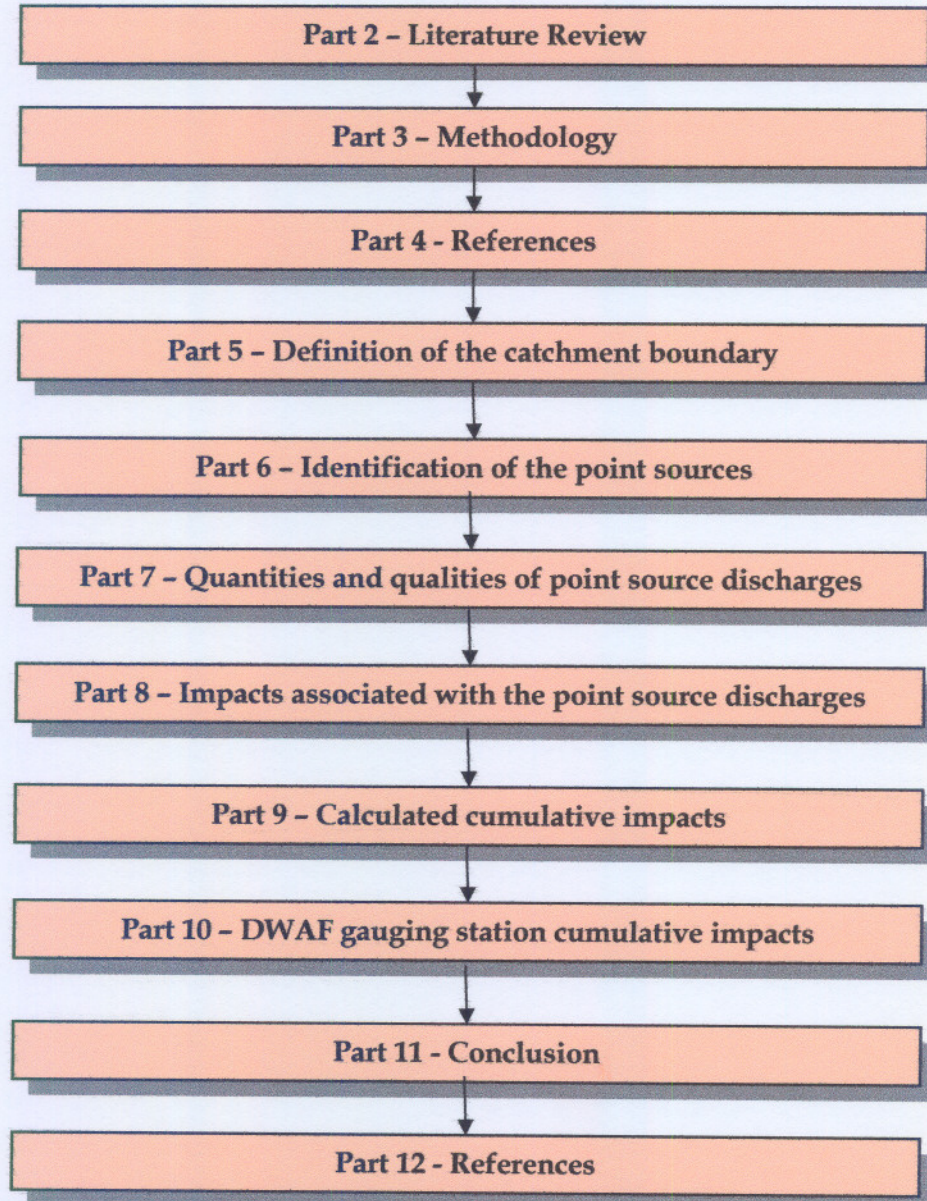 Part 2 – Literature Review
Part 3 – Methodology
Part 4 - References
Part 5 – Definition of the catchment boundary
Part 6 – Identification of the point sources
Part 7 – Quantities and qualities of point source discharges
Part 8 – Impacts associated with the point source discharges
Part 9 – Calculated cumulative impacts
Part 10 – DWAF gauging station cumulative impacts
Part 11 - Conclusion
Part 12 - References